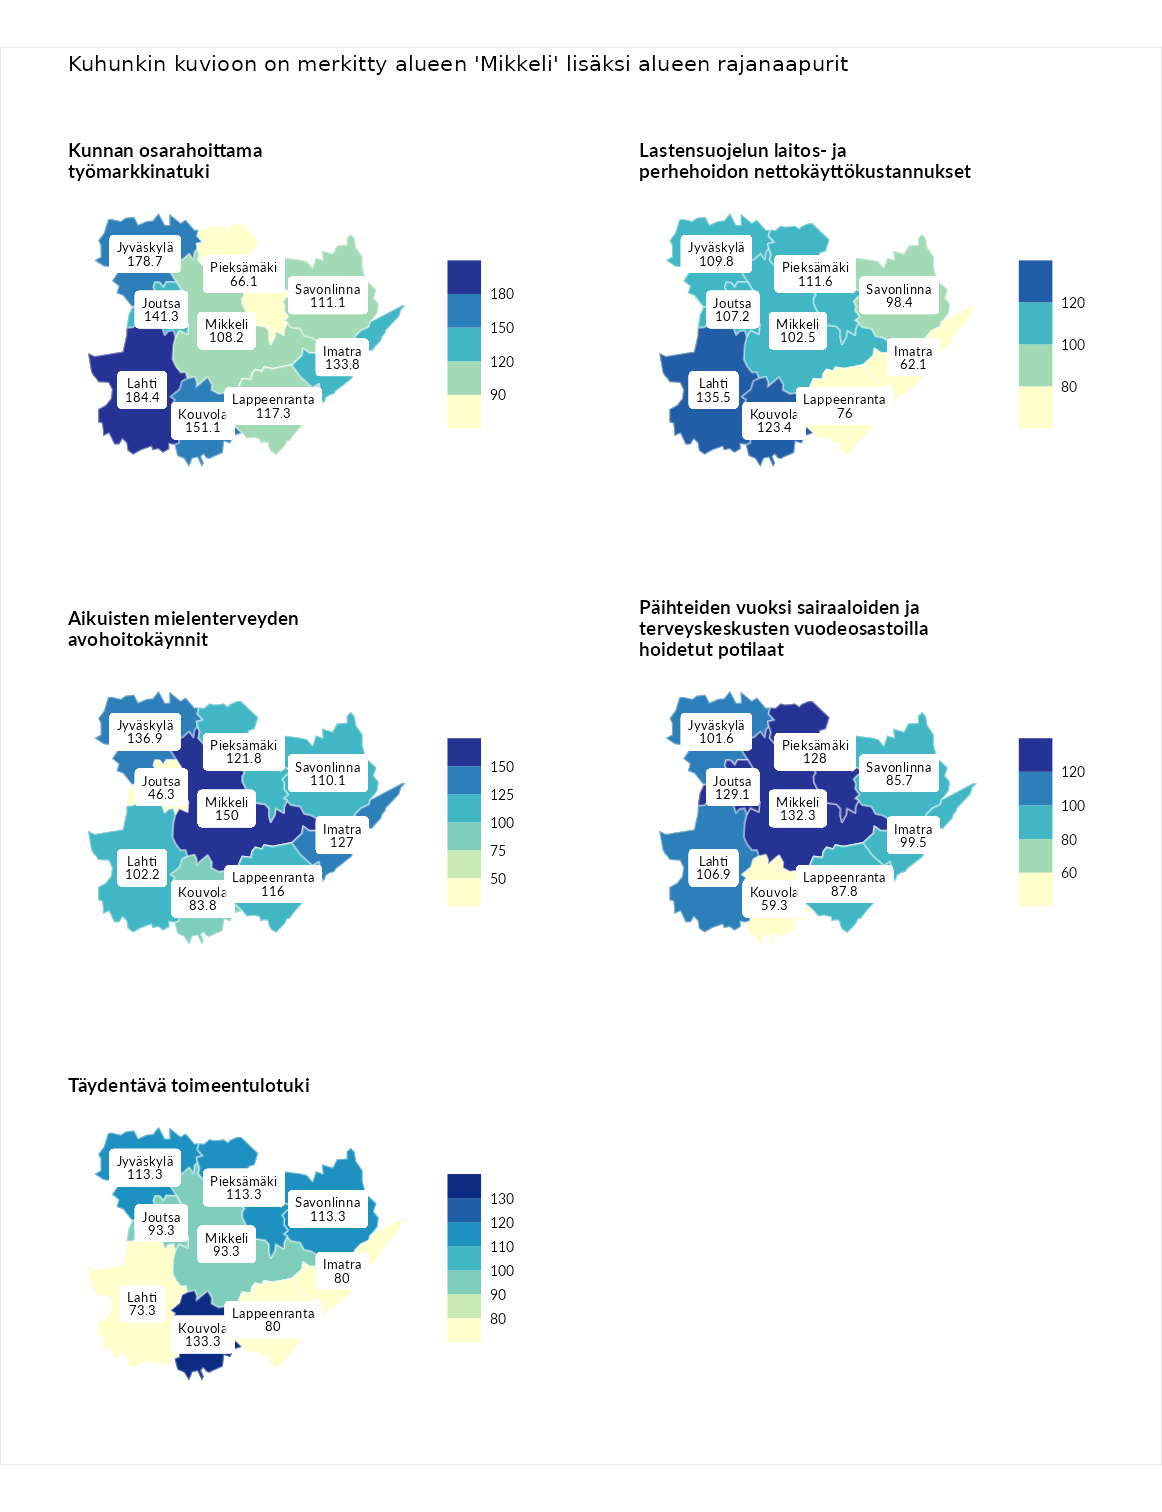 Kuhunkin kuvioon on merkitty alueen 'Mikkeli' lisäksi alueen rajanaapurit
Kunnan osarahoittama
työmarkkinatuki
Jyväskylä
178.7
Pieksämäki
66.1
Savonlinna
111.1
Joutsa
141.3
Mikkeli
108.2
Imatra
133.8
Lahti
184.4
Lappeenranta
117.3
Kouvola
151.1
180
150
120
90
Lastensuojelun laitos- ja
perhehoidon nettokäyttökustannukset
Jyväskylä
109.8
Pieksämäki
111.6
Savonlinna
98.4
Joutsa
107.2
Mikkeli
102.5
Imatra
62.1
Lahti
135.5
Lappeenranta
76
Kouvola
123.4
120
100
80
Aikuisten mielenterveyden
avohoitokäynnit
Jyväskylä
136.9
Pieksämäki
121.8
Savonlinna
110.1
Joutsa
46.3
Mikkeli
150
Imatra
127
Lahti
102.2
Lappeenranta
116
Kouvola
83.8
150
125
100
75
50
Päihteiden vuoksi sairaaloiden ja
terveyskeskusten vuodeosastoilla
hoidetut potilaat
Jyväskylä
101.6
Pieksämäki
128
Savonlinna
85.7
Joutsa
129.1
Mikkeli
132.3
Imatra
99.5
Lahti
106.9
Lappeenranta
87.8
Kouvola
59.3
120
100
80
60
Täydentävä toimeentulotuki
Jyväskylä
113.3
Pieksämäki
113.3
Savonlinna
113.3
Joutsa
93.3
Mikkeli
93.3
Imatra
80
Lahti
73.3
Lappeenranta
80
Kouvola
133.3
130
120
110
100
90
80